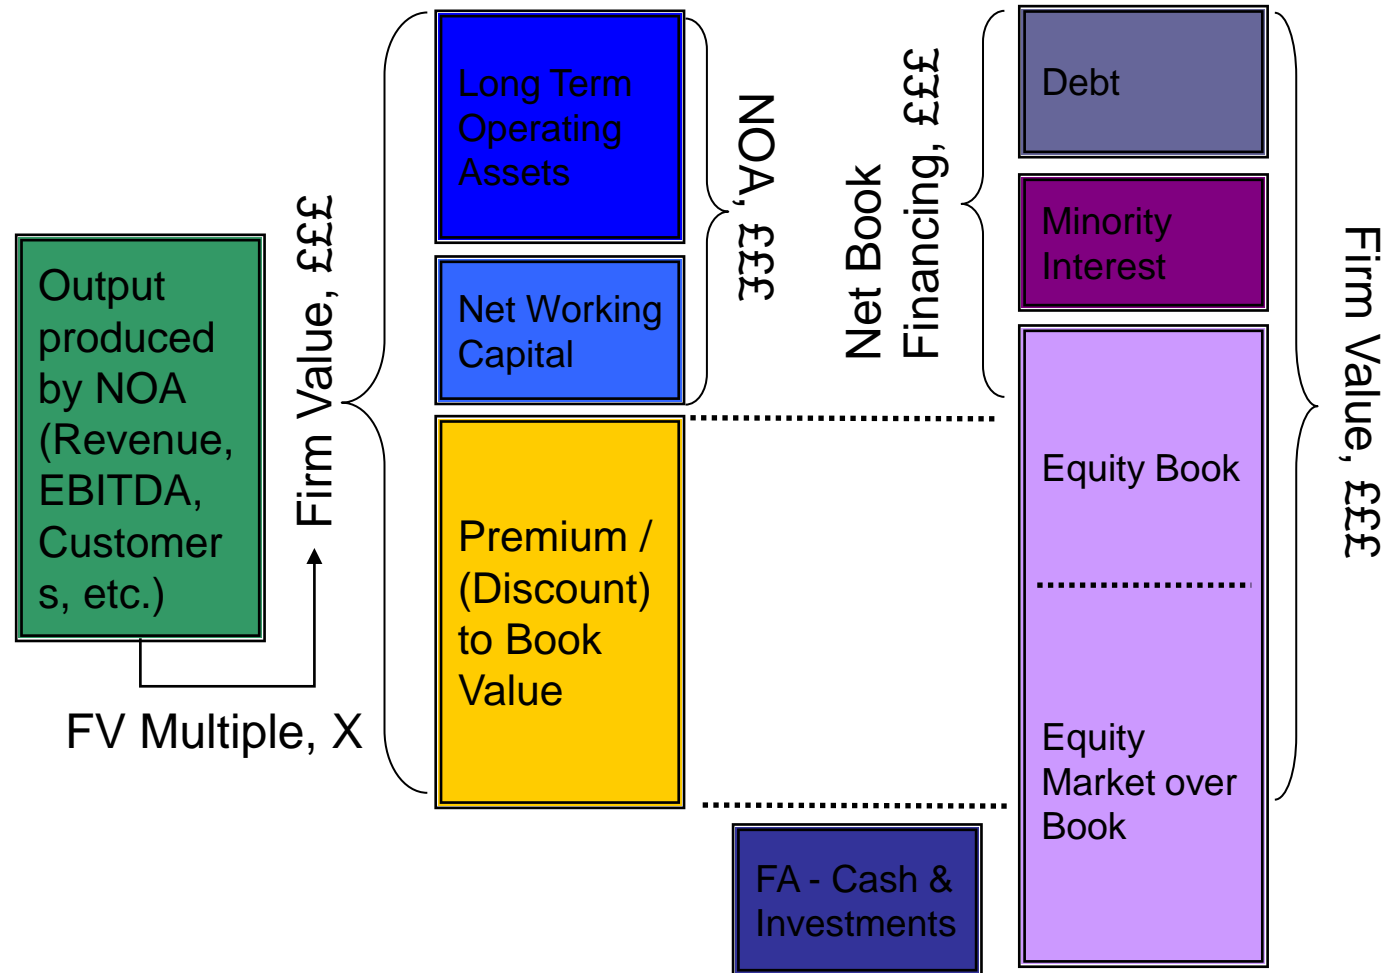 Output
produced
by NOA
(Revenue,
EBITDA,
Customer
s, etc.)
FV Multiple, X
Firm Value, £££
Long Term
Operating
Assets
Net Working
Capital
Premium /
(Discount)
to Book
Value
NOA, £££
FA - Cash &
Investments
Net Book
Financing, £££
Debt
Minority
Interest
Equity Book
Equity
Market over
Book
Firm Value, £££